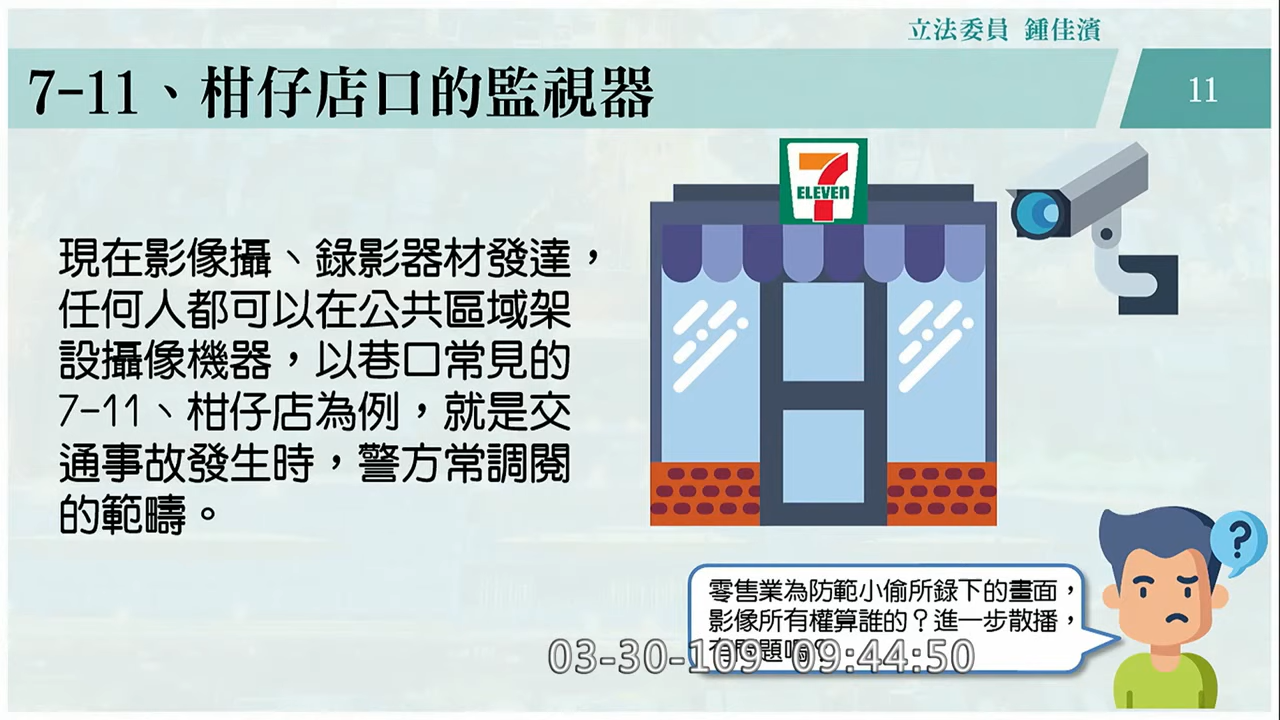 立法委員 鍾佳濱
7-11、柑仔店口的監視器
11
現在影像攝、錄影器材發達，
任何人都可以在公共區域架
設攝像機器，以巷口常見的
7-11、柑仔店為例，就是交
通事故發生時，警方常調閱
的範疇。
7
ELEVEN
?
零售業為防範小偷所錄下的畫面，
影像所有權算誰的？進一步散播，
有問題嗎？
03-30-109 09:44:50